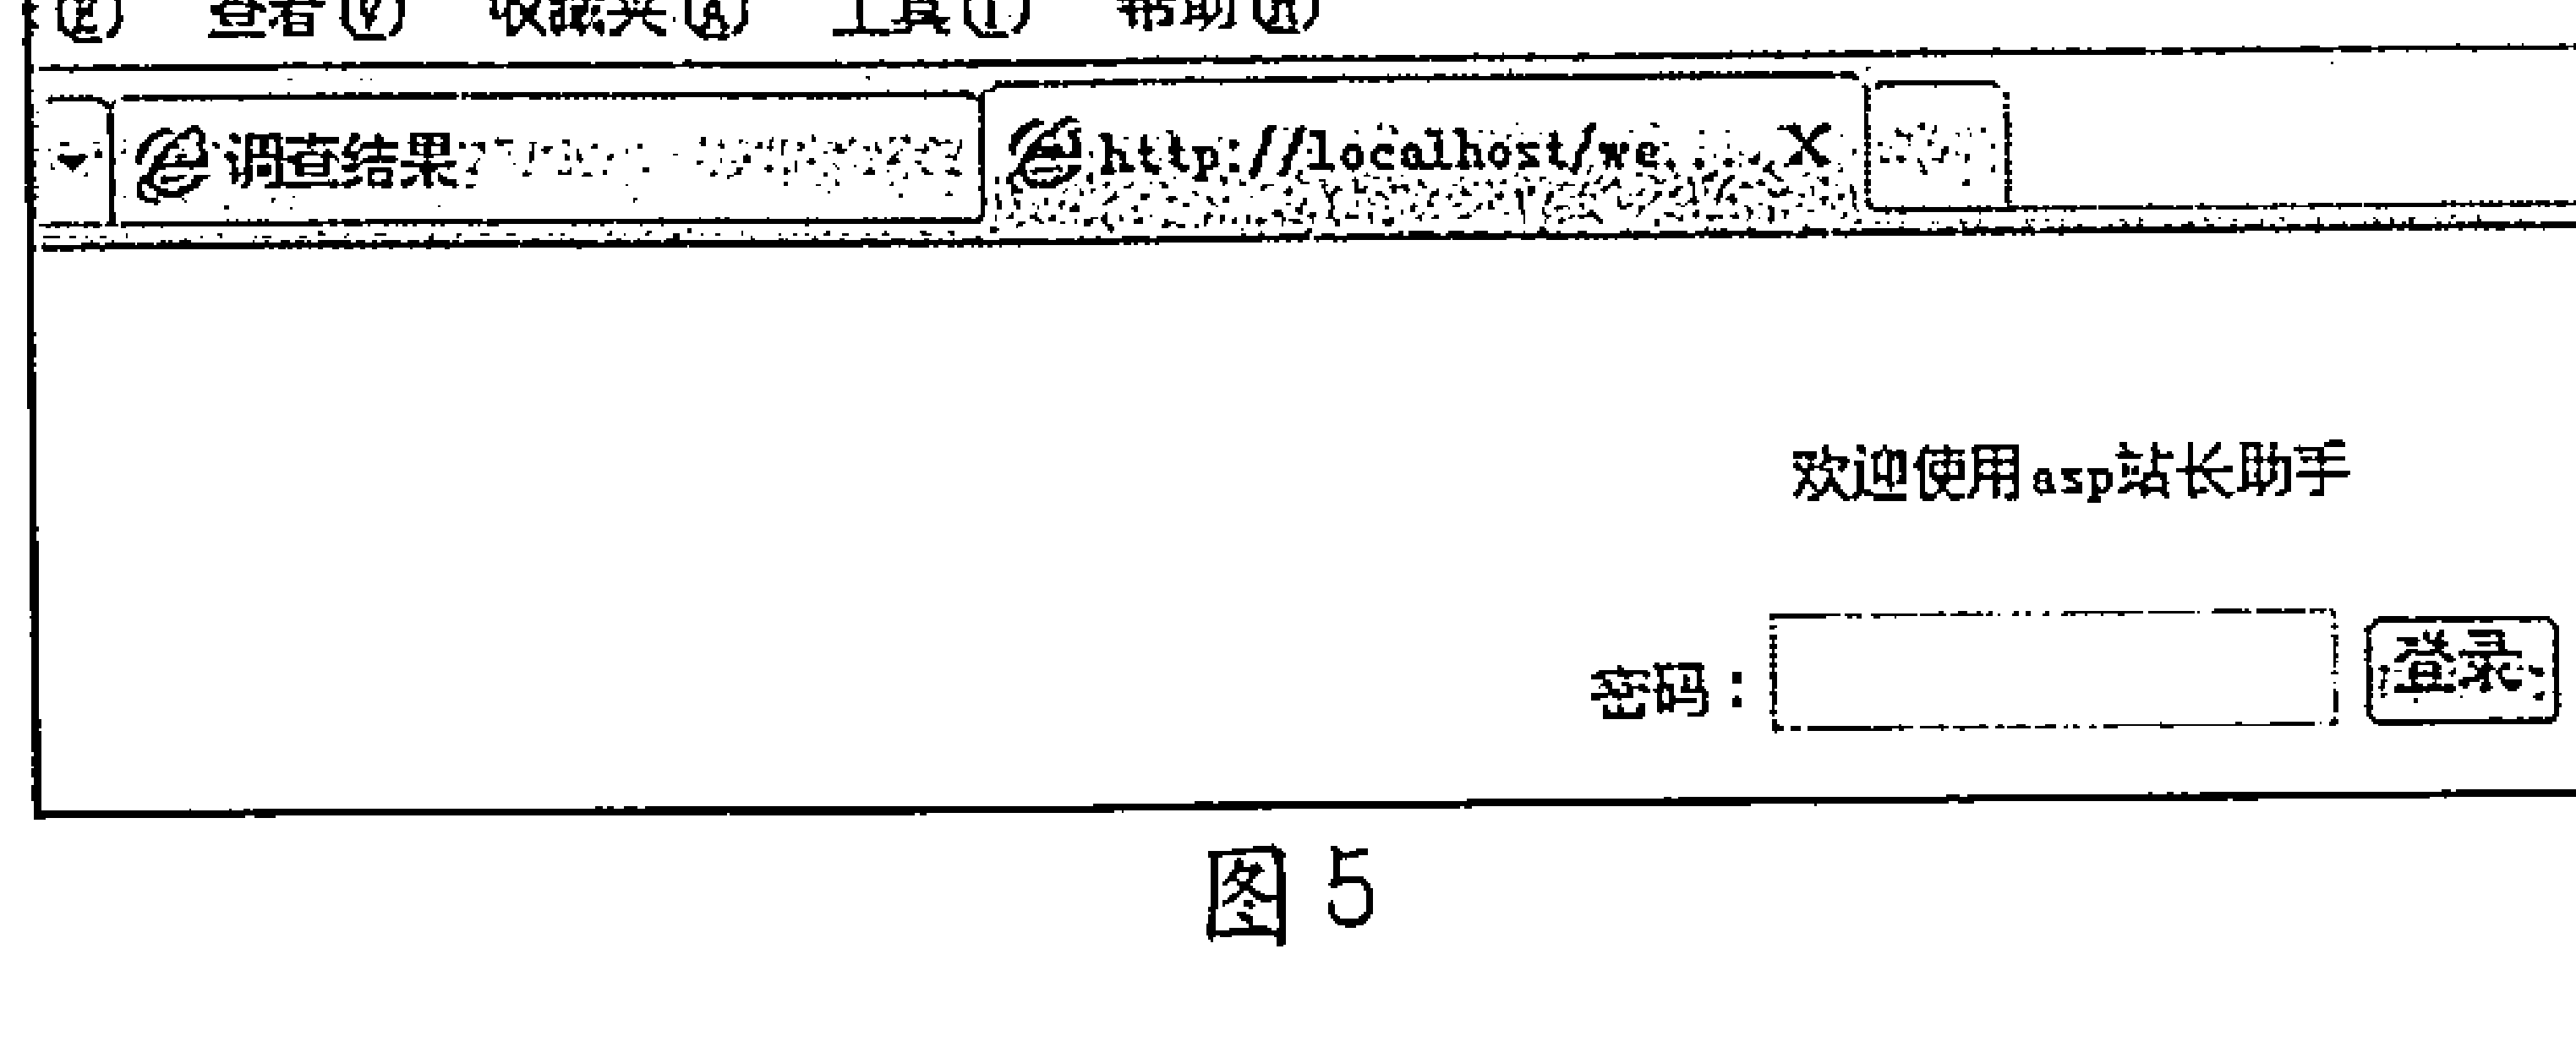 (E) 查看(V) 收藏夹(A) 工具(T) 帮助(H)
调查结果 http://localhost/we... X
欢迎使用asp站长助手
密码： 登录
图 5